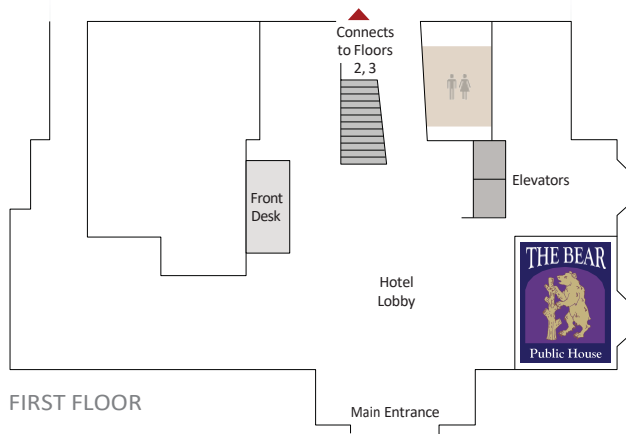 Connects
to Floors
2, 3
Elevators
Front
Desk
THE BEAR
Public House
Hotel
Lobby
FIRST FLOOR
Main Entrance